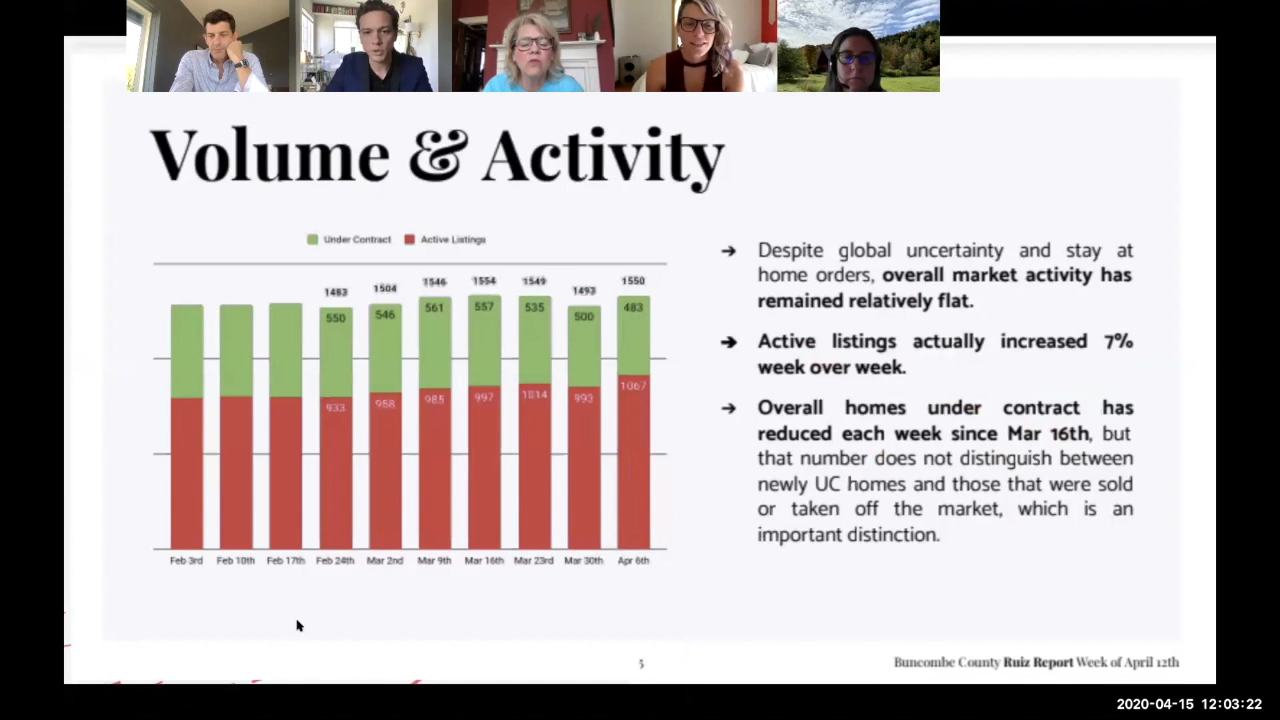 Volume & Activity
Under Contract Active Listings
1483 1504 1546 1554 1549 1493 1550
550 546 561 557 535 500 483
933 958 985 997 1014 993 1067
Feb 3rd Feb 10th Feb 17th Feb 24th Mar 2nd Mar 9th Mar 16th Mar 23rd Mar 30th Apr 6th
➔ Despite global uncertainty and stay at
home orders, overall market activity has
remained relatively flat.
➔ Active listings actually increased 7%
week over week.
➔ Overall homes under contract has
reduced each week since Mar 16th, but
that number does not distinguish between
newly UC homes and those that were sold
or taken off the market, which is an
important distinction.
5
Buncombe County Ruiz Report Week of April 12th
2020-04-15 12:03:22